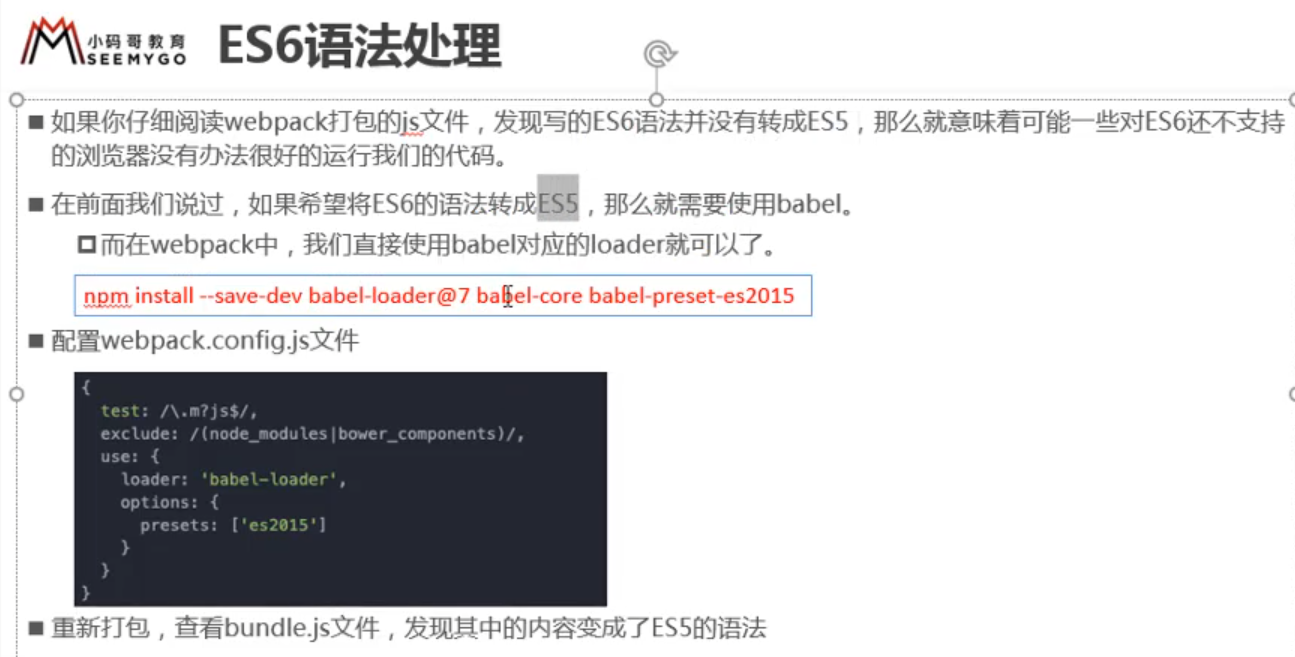 小码哥教育
SEEMYGO
ES6语法处理
如果你仔细阅读webpack打包的js文件，发现写的ES6语法并没有转成ES5，那么就意味着可能一些对ES6还不支持
的浏览器没有办法很好的运行我们的代码。
在前面我们说过，如果希望将ES6的语法转成ES5，那么就需要使用babel。
而在webpack中，我们直接使用babel对应的loader就可以了。
npm install --save-dev babel-loader@7 babel-core babel-preset-es2015
配置webpack.config.js文件
{
  test: /\.m?js$/,
  exclude: /(node_modules|bower_components)/,
  use: {
    loader: 'babel-loader',
    options: {
      presets: ['es2015']
    }
  }
}
重新打包，查看bundle.js文件，发现其中的内容变成了ES5的语法